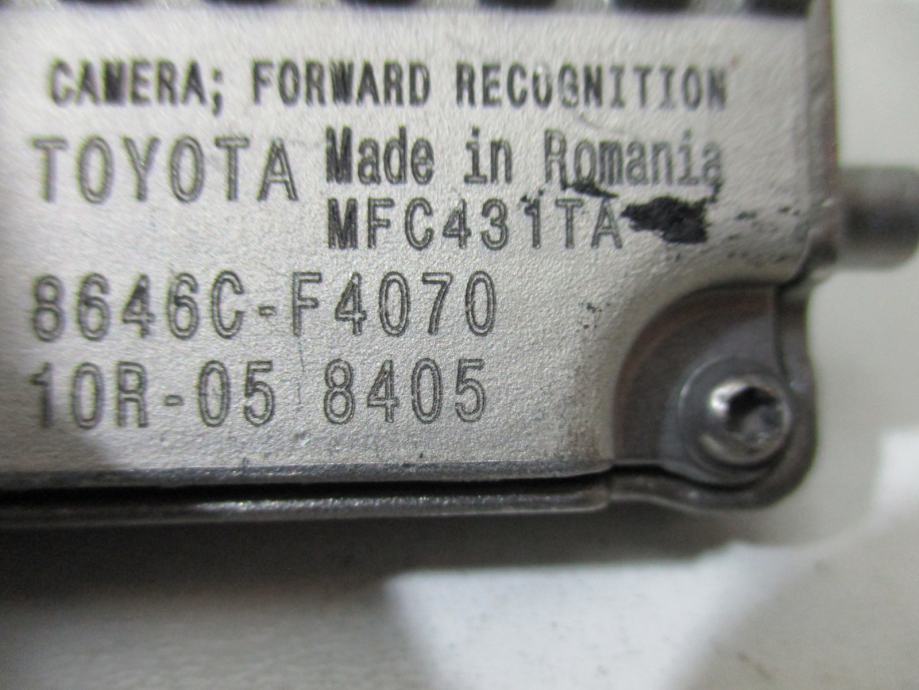 CAMERA; FORWARD RECOGNITION
TOYOTA Made in Romania
MFC431TA
8646C-F4070
10R-05 8405